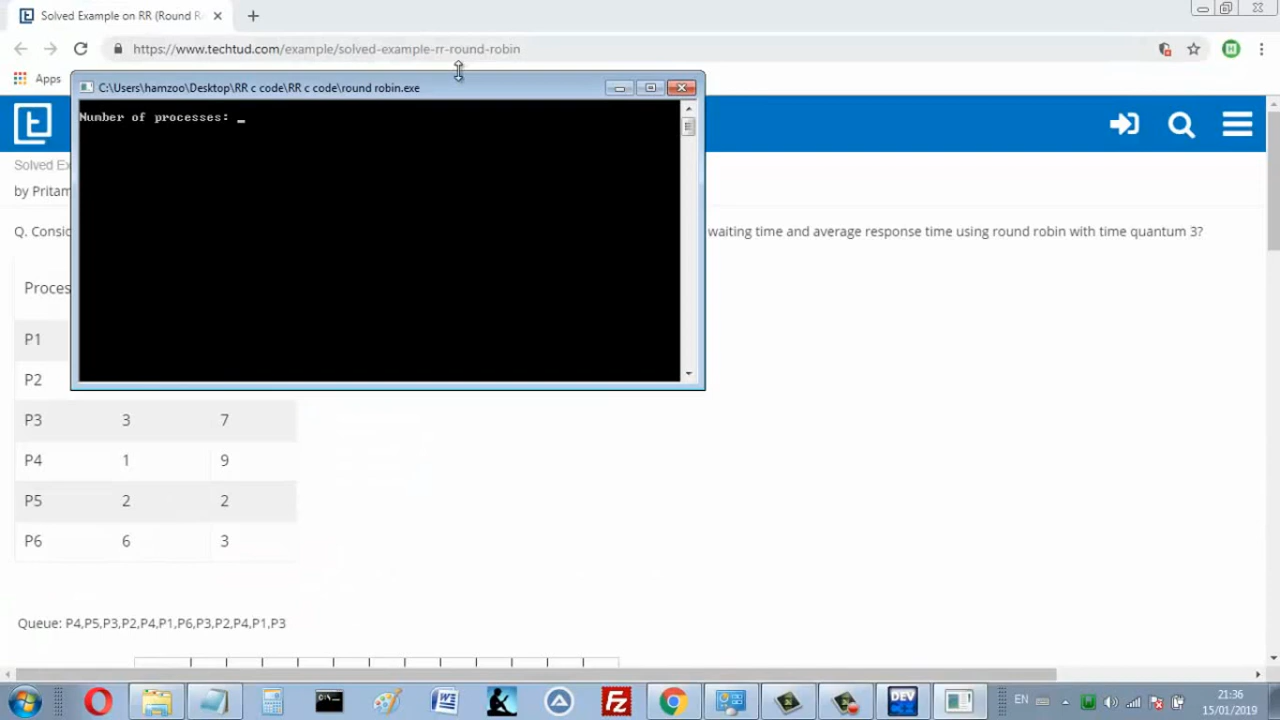 Solved Example on RR (Round R
https://www.techtud.com/example/solved-example-rr-round-robin
Apps
C:\Users\hamzoo\Desktop\RR c code\RR c code\round robin.exe
Number of processes: _
Solved Ex
by Pritam
Q. Consic waiting time and average response time using round robin with time quantum 3?
Proces
P1
P2
P3 3 7
P4 1 9
P5 2 2
P6 6 3
Queue: P4,P5,P3,P2,P4,P1,P6,P3,P2,P4,P1,P3
EN 21:36
15/01/2019
W
Fz
DEV
H